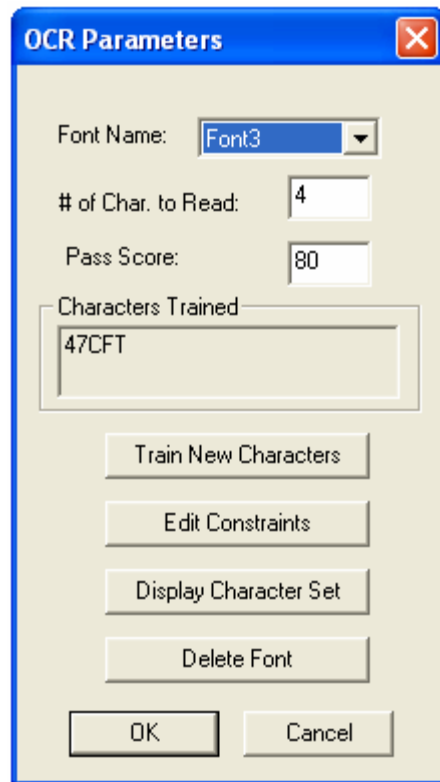 OCR Parameters
Font Name: Font3
# of Char. to Read: 4
Pass Score: 80
Characters Trained
47CFT
Train New Characters
Edit Constraints
Display Character Set
Delete Font
OK Cancel